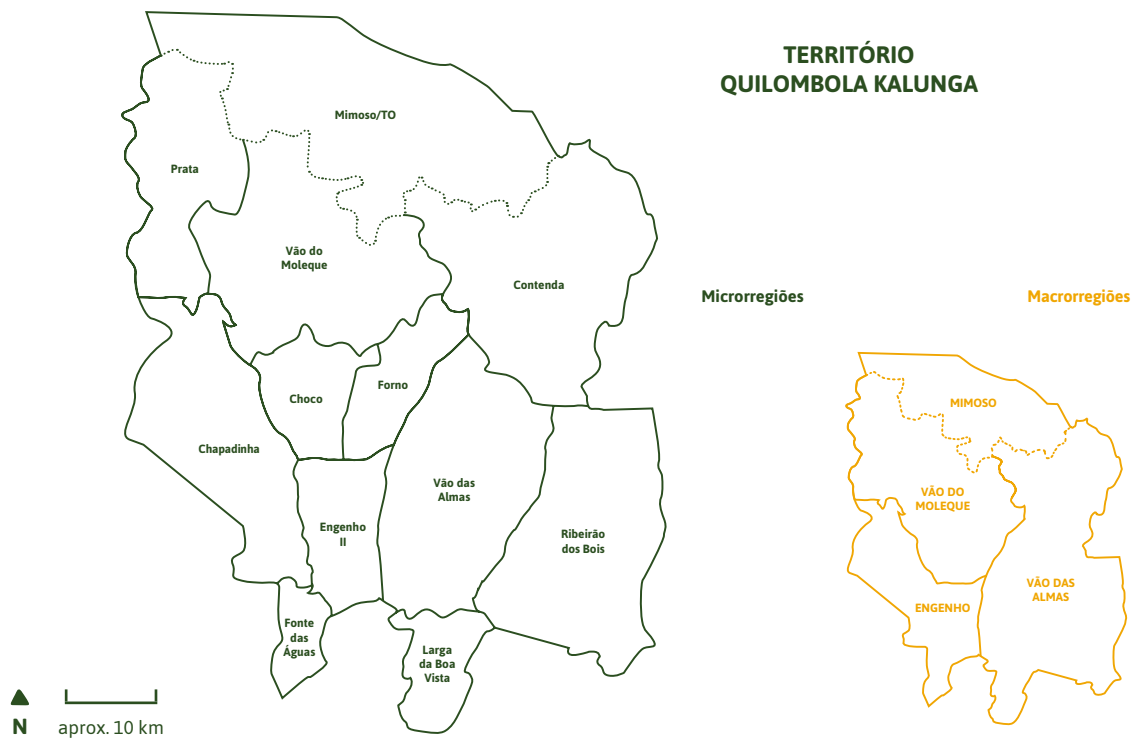 TERRITÓRIO
QUILOMBOLA KALUNGA
Mimoso/TO
Prata
Vão do
Moleque
Contenda
Choco
Forno
Chapadinha
Vão das
Almas
Engenho
II
Ribeirão
dos Bois
Fonte
das
Águas
Larga
da Boa
Vista
N
aprox. 10 km
Microrregiões
Macrorregiões
MIMOSO
VÃO DO
MOLEQUE
VÃO DAS
ALMAS
ENGENHO